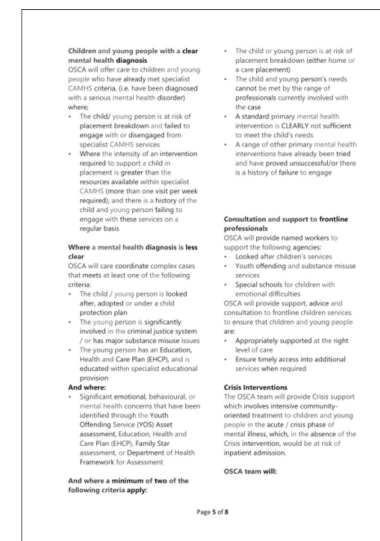 Children and young people with a clear
mental health diagnosis
OSCA will offer care to children and young
people who have already met specialist
CAMHS criteria, (i.e. have been diagnosed
with a serious mental health disorder)
where;
• The child/ young person is at risk of
placement breakdown and failed to
engage with or disengaged from
specialist CAMHS services
• Where the intensity of an intervention
required to support a child in
placement is greater than the
resources available within specialist
CAMHS (more than one visit per week
required), and there is a history of the
child and young person failing to
engage with these services on a
regular basis
Where a mental health diagnosis is less
clear
OSCA will care coordinate complex cases
that meets at least one of the following
criteria:
• The child / young person is looked
after, adopted or under a child
protection plan
• The young person is significantly
involved in the criminal justice system
/ or has major substance misuse issues
• The young person has an Education,
Health and Care Plan (EHCP), and is
educated within specialist educational
provision
And where:
• Significant emotional, behavioural, or
mental health concerns that have been
identified through the Youth
Offending Service (YOS) Asset
assessment, Education, Health and
Care Plan (EHCP), Family Star
assessment, or Department of Health
Framework for Assessment
And where a minimum of two of the
following criteria apply:
• The child or young person is at risk of
placement breakdown (either home or
a care placement)
• The child and young person's needs
cannot be met by the range of
professionals currently involved with
the case
• A standard primary mental health
intervention is CLEARLY not sufficient
to meet the child's needs
• A range of other primary mental health
interventions have already been tried
and have proved unsuccessful/or there
is a history of failure to engage
Consultation and support to frontline
professionals
OSCA will provide named workers to
support the following agencies:
• Looked after children's services
• Youth offending and substance misuse
services
• Special schools for children with
emotional difficulties
OSCA will provide support, advice and
consultation to frontline children services
to ensure that children and young people
are:
• Appropriately supported at the right
level of care
• Ensure timely access into additional
services when required
Crisis Interventions
The OSCA team will provide Crisis support
which involves intensive community-
oriented treatment to children and young
people in the acute / crisis phase of
mental illness, which, in the absence of the
Crisis intervention, would be at risk of
inpatient admission.
OSCA team will:
Page 5 of 8